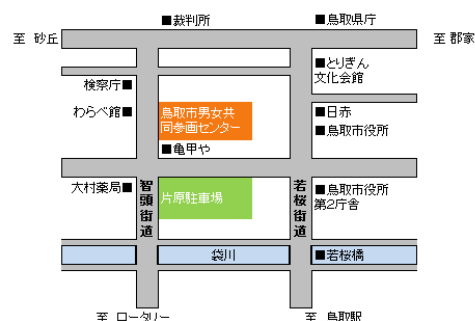 ■裁判所
■鳥取県庁
至 砂丘
至 郡家
■とりぎん
文化会館
検察庁■
わらべ館■
鳥取市男女共
同参画センター
■日赤
■鳥取市役所
■亀甲や
大村薬局■
智頭街道
片原駐車場
若桜街道
■鳥取市役所
第2庁舎
袋川
■若桜橋
至 ロータリー
至 鳥取駅